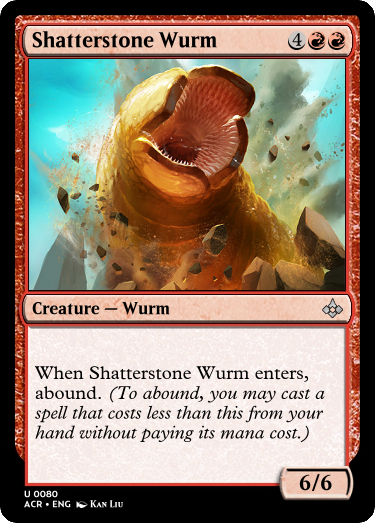 Shatterstone Wurm 4
Creature — Wurm
When Shatterstone Wurm enters,
abound. (To abound, you may cast a
spell that costs less than this from your
hand without paying its mana cost.)
6/6
U 0080
ACR • ENG Kan Liu